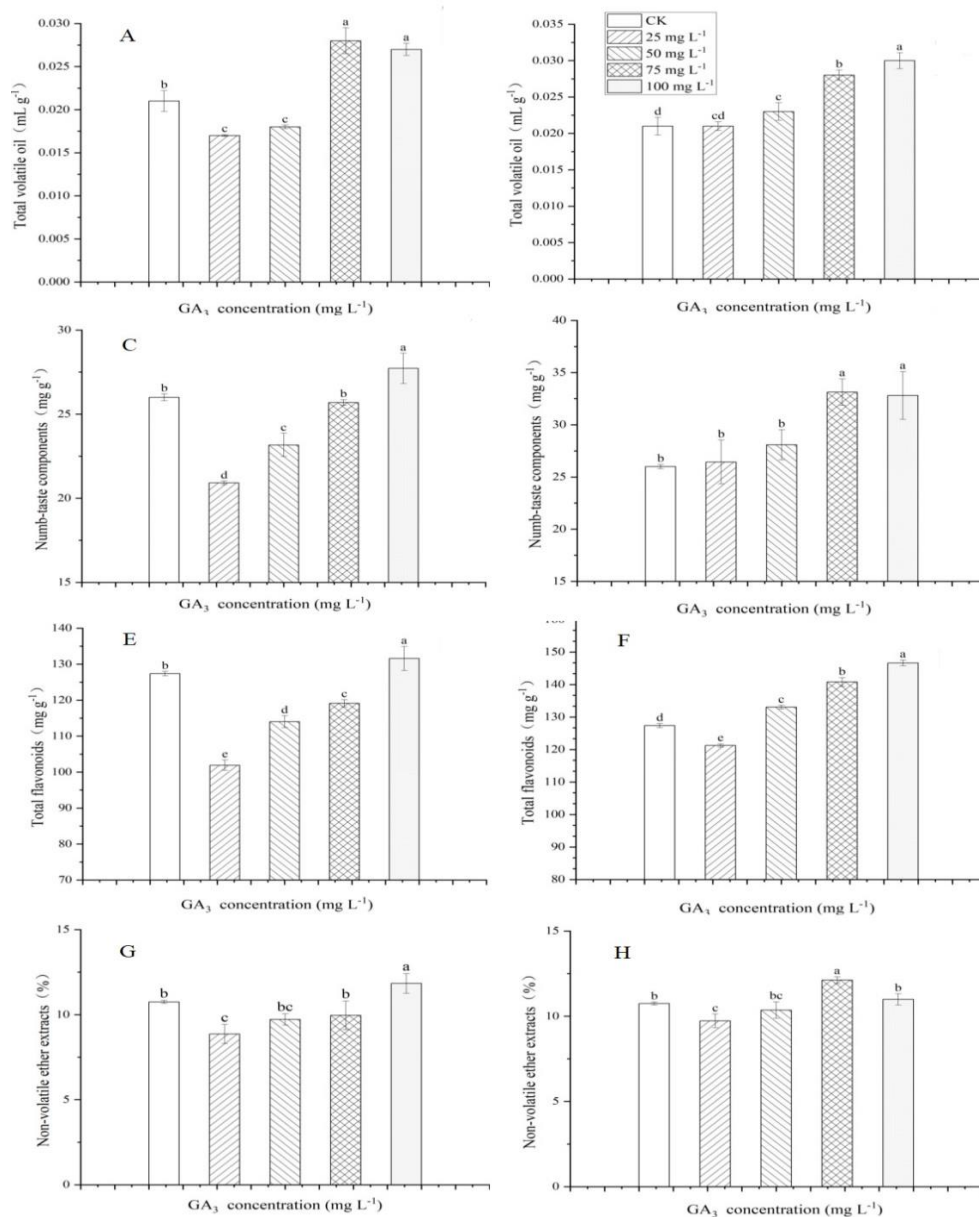 A
Total volatile oil (mL g-1)
0.030
0.025
0.020
0.015
0.010
0.005
0.000
b
c
c
a
a
GA3 concentration (mg L-1)
CK
25 mg L-1
50 mg L-1
75 mg L-1
100 mg L-1
Total volatile oil (mL g-1)
0.035
0.030
0.025
0.020
0.015
0.010
0.005
0.000
d
cd
c
b
a
GA3 concentration (mg L-1)
C
Numb-taste components (mg g-1)
30
25
20
15
b
d
c
b
a
GA3 concentration (mg L-1)
Numb-taste components (mg g-1)
40
35
30
25
20
15
b
b
b
a
a
GA3 concentration (mg L-1)
E
Total flavonoids (mg g-1)
140
130
120
110
100
90
80
70
b
e
d
c
a
GA3 concentration (mg L-1)
F
Total flavonoids (mg g-1)
150
140
130
120
110
100
90
80
d
e
c
b
a
GA3 concentration (mg L-1)
G
Non-volatile ether extracts (%)
15
10
5
0
b
c
bc
b
a
GA3 concentration (mg L-1)
H
Non-volatile ether extracts (%)
15
10
5
0
b
c
bc
a
b
GA3 concentration (mg L-1)